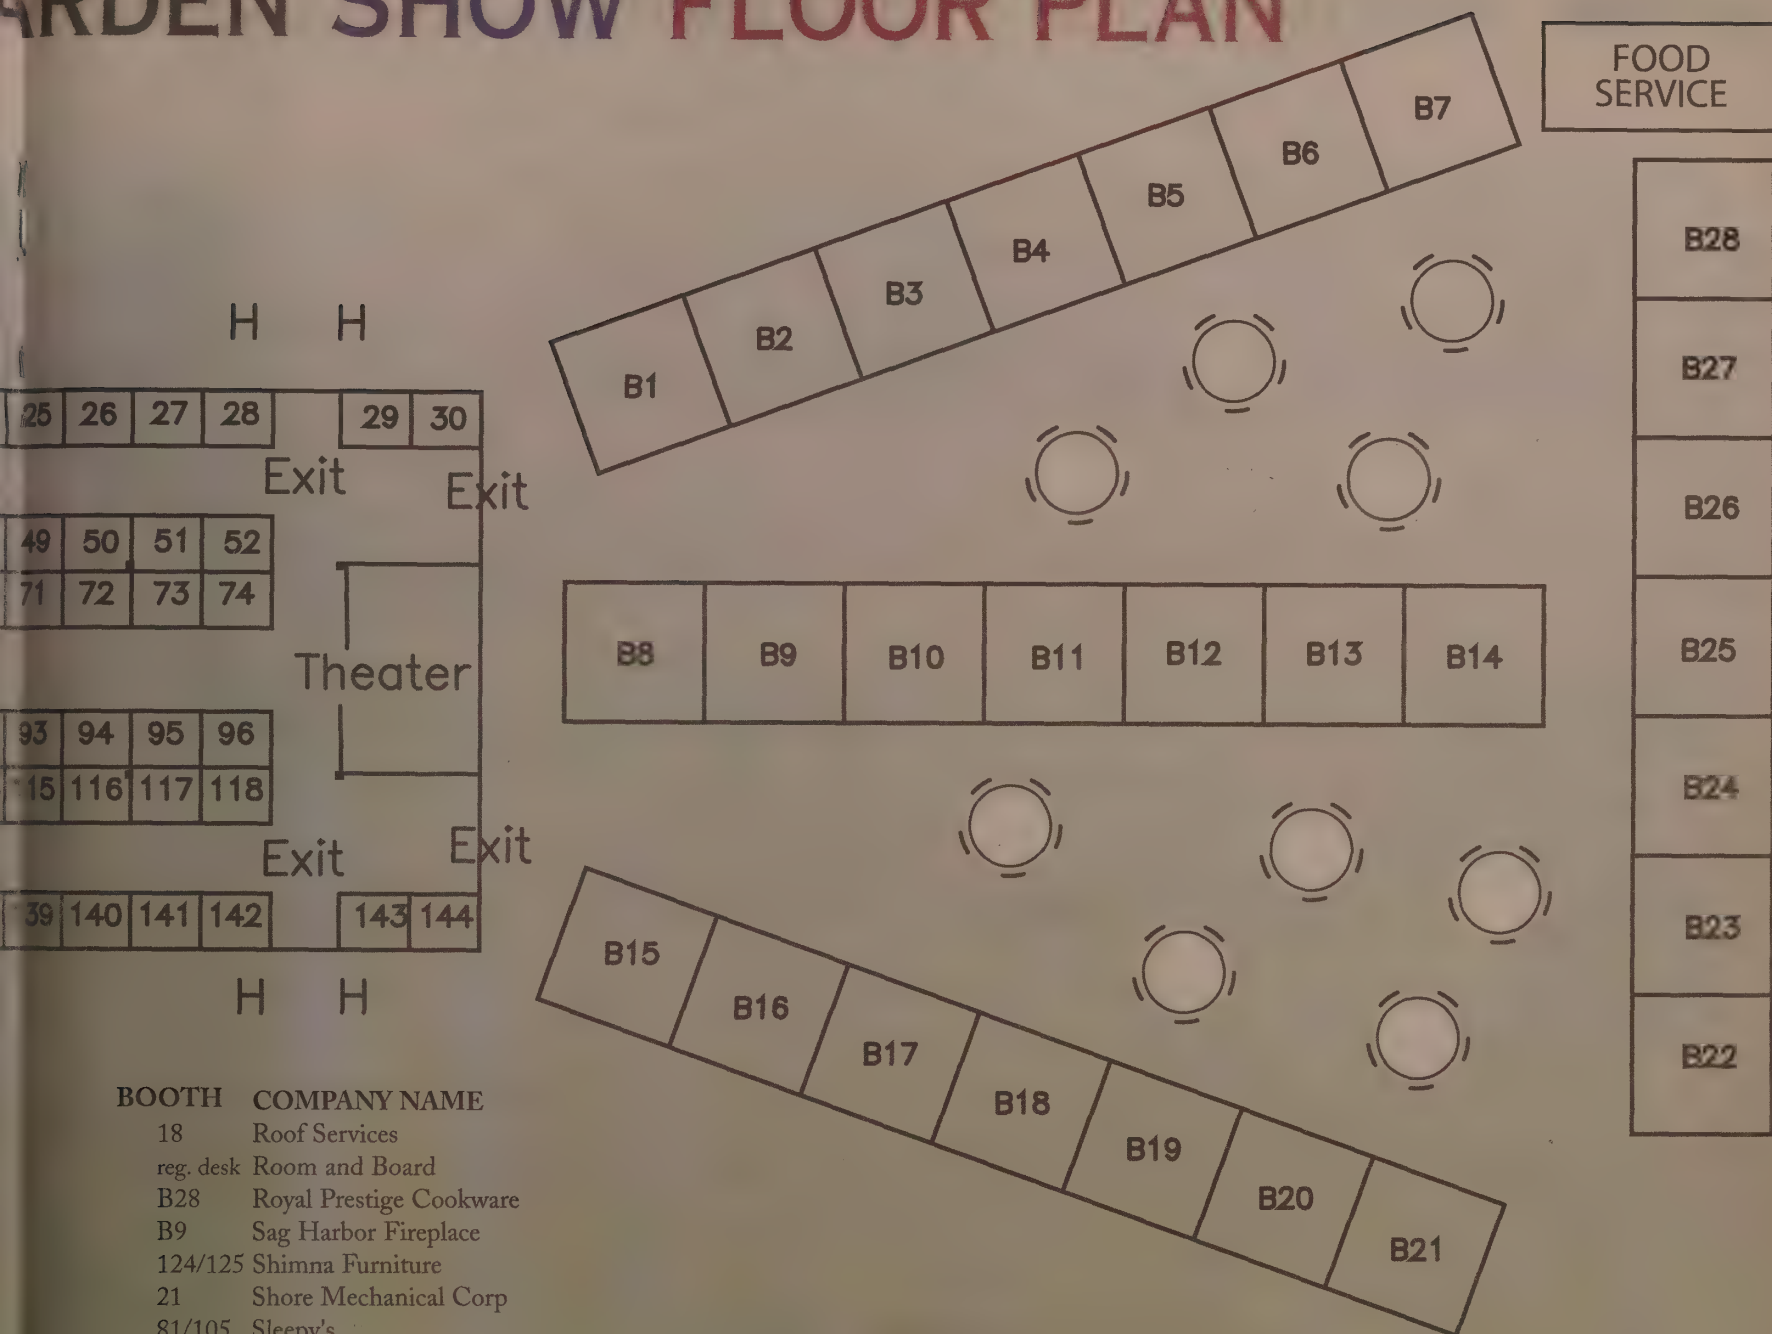 ARDEN SHOW FLOOR PLAN
FOOD
SERVICE
B1
B2
B3
B4
B5
B6
B7
B28
B27
B26
B25
B24
B23
B22
H H
25 26 27 28 29 30
Exit Exit
49 50 51 52
71 72 73 74
Theater
93 94 95 96
15 116 117 118
Exit Exit
39 140 141 142 143 144
H H
B8 B9 B10 B11 B12 B13 B14
B15
B16
B17
B18
B19
B20
B21
BOOTH COMPANY NAME
18 Roof Services
reg. desk Room and Board
B28 Royal Prestige Cookware
B9 Sag Harbor Fireplace
124/125 Shimna Furniture
21 Shore Mechanical Corp
81/105 Sleepy's